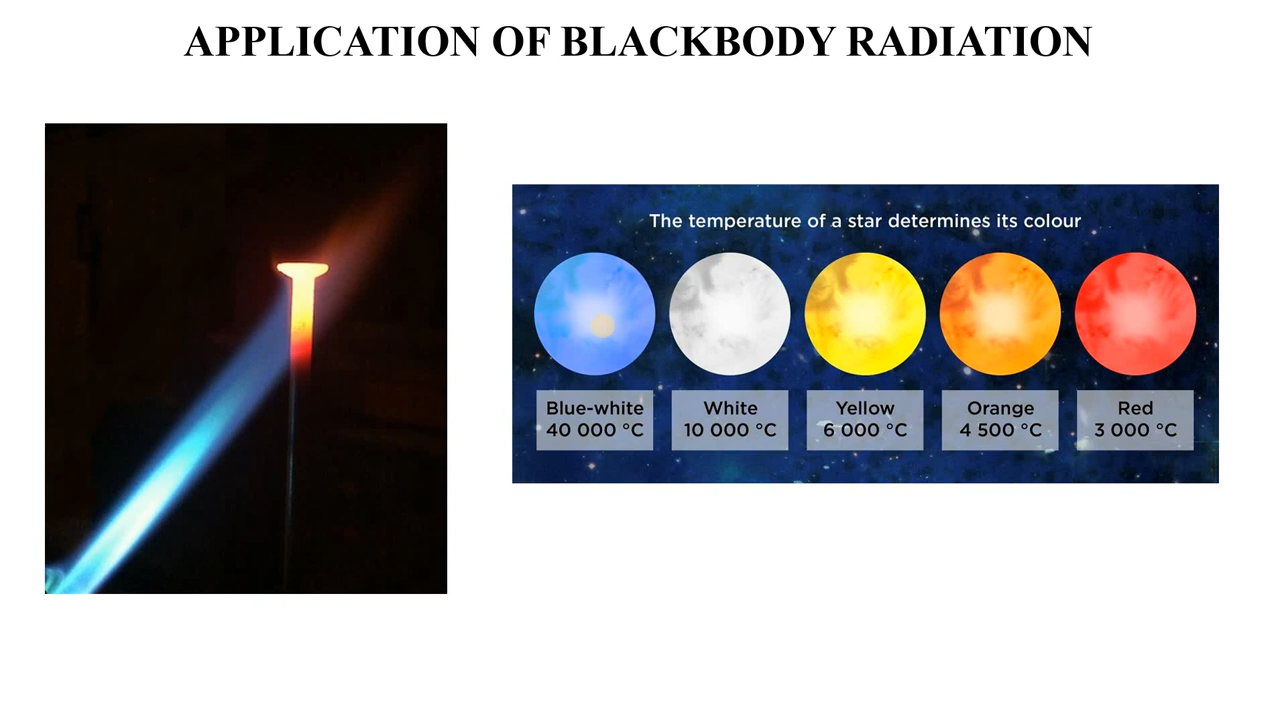 APPLICATION OF BLACKBODY RADIATION
The temperature of a star determines its colour
Blue-white
40 000 °C
White
10 000 °C
Yellow
6 000 °C
Orange
4 500 °C
Red
3 000 °C